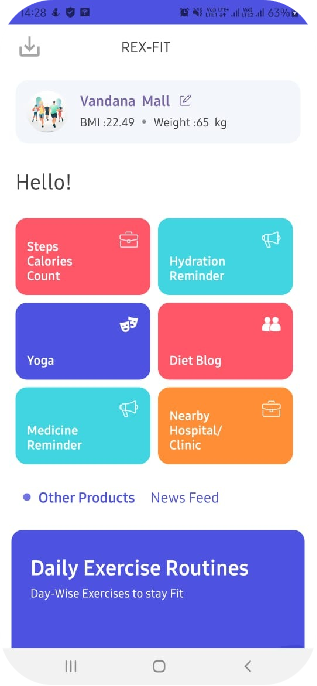 14:28
63%
REX-FIT
Vandana Mall
BMI :22.49 • Weight :65 kg
Hello!
Steps
Calories
Count
Hydration
Reminder
Yoga
Diet Blog
Medicine
Reminder
Nearby
Hospital/
Clinic
Other Products
News Feed
Daily Exercise Routines
Day-Wise Exercises to stay Fit